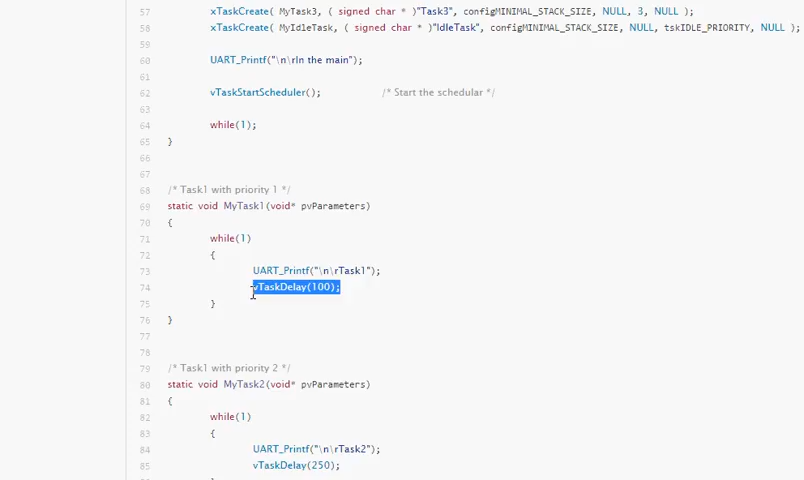 57 xTaskCreate( MyTask3, ( signed char * )"Task3", configMINIMAL_STACK_SIZE, NULL, 3, NULL );
58 xTaskCreate( MyIdleTask, ( signed char * )"IdleTask", configMINIMAL_STACK_SIZE, NULL, tskIDLE_PRIORITY, NULL );
59
60 UART_Printf("\n\rIn the main");
61
62 vTaskStartScheduler(); /* Start the schedular */
63
64 while(1);
65 }
66
67
68 /* Task1 with priority 1 */
69 static void MyTask1(void* pvParameters)
70 {
71 while(1)
72 {
73 UART_Printf("\n\rTask1");
74 vTaskDelay(100);
75 }
76 }
77
78
79 /* Task1 with priority 2 */
80 static void MyTask2(void* pvParameters)
81 {
82 while(1)
83 {
84 UART_Printf("\n\rTask2");
85 vTaskDelay(250);